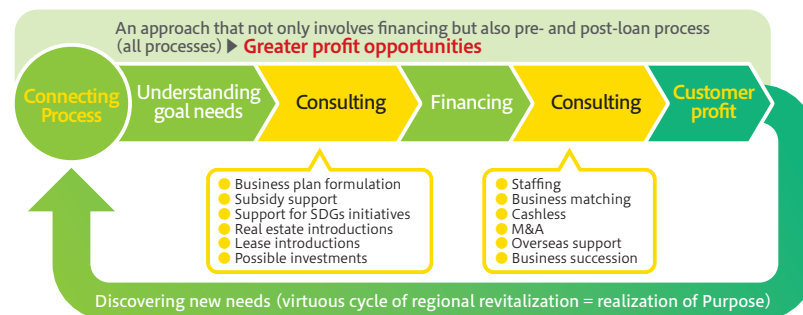 An approach that not only involves financing but also pre- and post-loan process
(all processes) ▶ Greater profit opportunities
Connecting
Process
Understanding
goal needs
Consulting
Financing
Consulting
Customer
profit
● Business plan formulation
● Subsidy support
● Support for SDGs initiatives
● Real estate introductions
● Lease introductions
● Possible investments
● Staffing
● Business matching
● Cashless
● M&A
● Overseas support
● Business succession
Discovering new needs (virtuous cycle of regional revitalization = realization of Purpose)